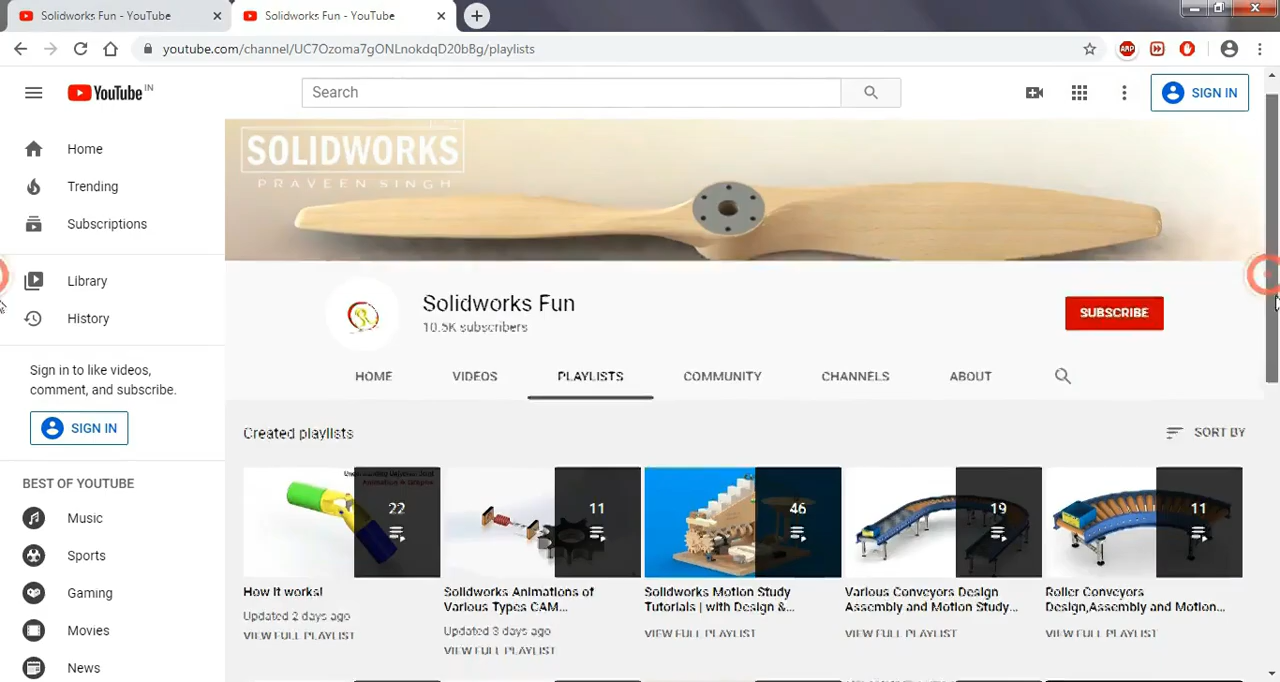 Solidworks Fun - YouTube
Solidworks Fun - YouTube
youtube.com/channel/UC7Ozoma7gONLnokdqD20bBg/playlists
AMP
YouTube IN
Search
SIGN IN
Home
Trending
Subscriptions
Library
History
Sign in to like videos,
comment, and subscribe.
SIGN IN
BEST OF YOUTUBE
Music
Sports
Gaming
Movies
News
SOLIDWORKS
PRAVEEN SINGH
Solidworks Fun
10.5K subscribers
SUBSCRIBE
HOME VIDEOS PLAYLISTS COMMUNITY CHANNELS ABOUT
Created playlists
SORT BY
22
11
46
19
11
How it works!
Updated 2 days ago
VIEW FULL PLAYLIST
Solidworks Animations of
Various Types CAM...
Updated 3 days ago
VIEW FULL PLAYLIST
Solidworks Motion Study
Tutorials | with Design &...
VIEW FULL PLAYLIST
Various Conveyors Design
Assembly and Motion Study...
VIEW FULL PLAYLIST
Roller Conveyors
Design,Assembly and Motion...
VIEW FULL PLAYLIST